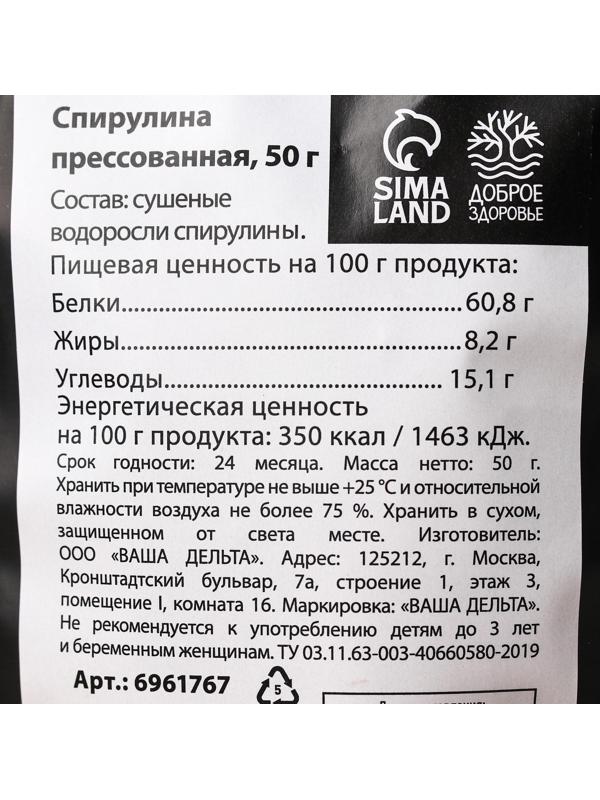 Спирулина
прессованная, 50 г
SIMA
LAND
ДОБРОЕ
ЗДОРОВЬЕ
Состав: сушеные
водоросли спирулины.
Пищевая ценность на 100 г продукта:
Белки..........................................................60,8 г
Жиры..........................................................8,2 г
Углеводы............................................... 15,1 г
Энергетическая ценность
на 100 г продукта: 350 ккал / 1463 кДж.
Срок годности: 24 месяца. Масса нетто: 50 г.
Хранить при температуре не выше +25 °С и относительной
влажности воздуха не более 75 %. Хранить в сухом,
защищенном от света месте. Изготовитель:
ООО «ВАША ДЕЛЬТА». Адрес: 125212, г. Москва,
Кронштадтский бульвар, 7а, строение 1, этаж 3,
помещение I, комната 16. Маркировка: «ВАША ДЕЛЬТА».
Не рекомендуется к употреблению детям до 3 лет
и беременным женщинам. ТУ 03.11.63-003-40660580-2019
Арт.: 6961767
5